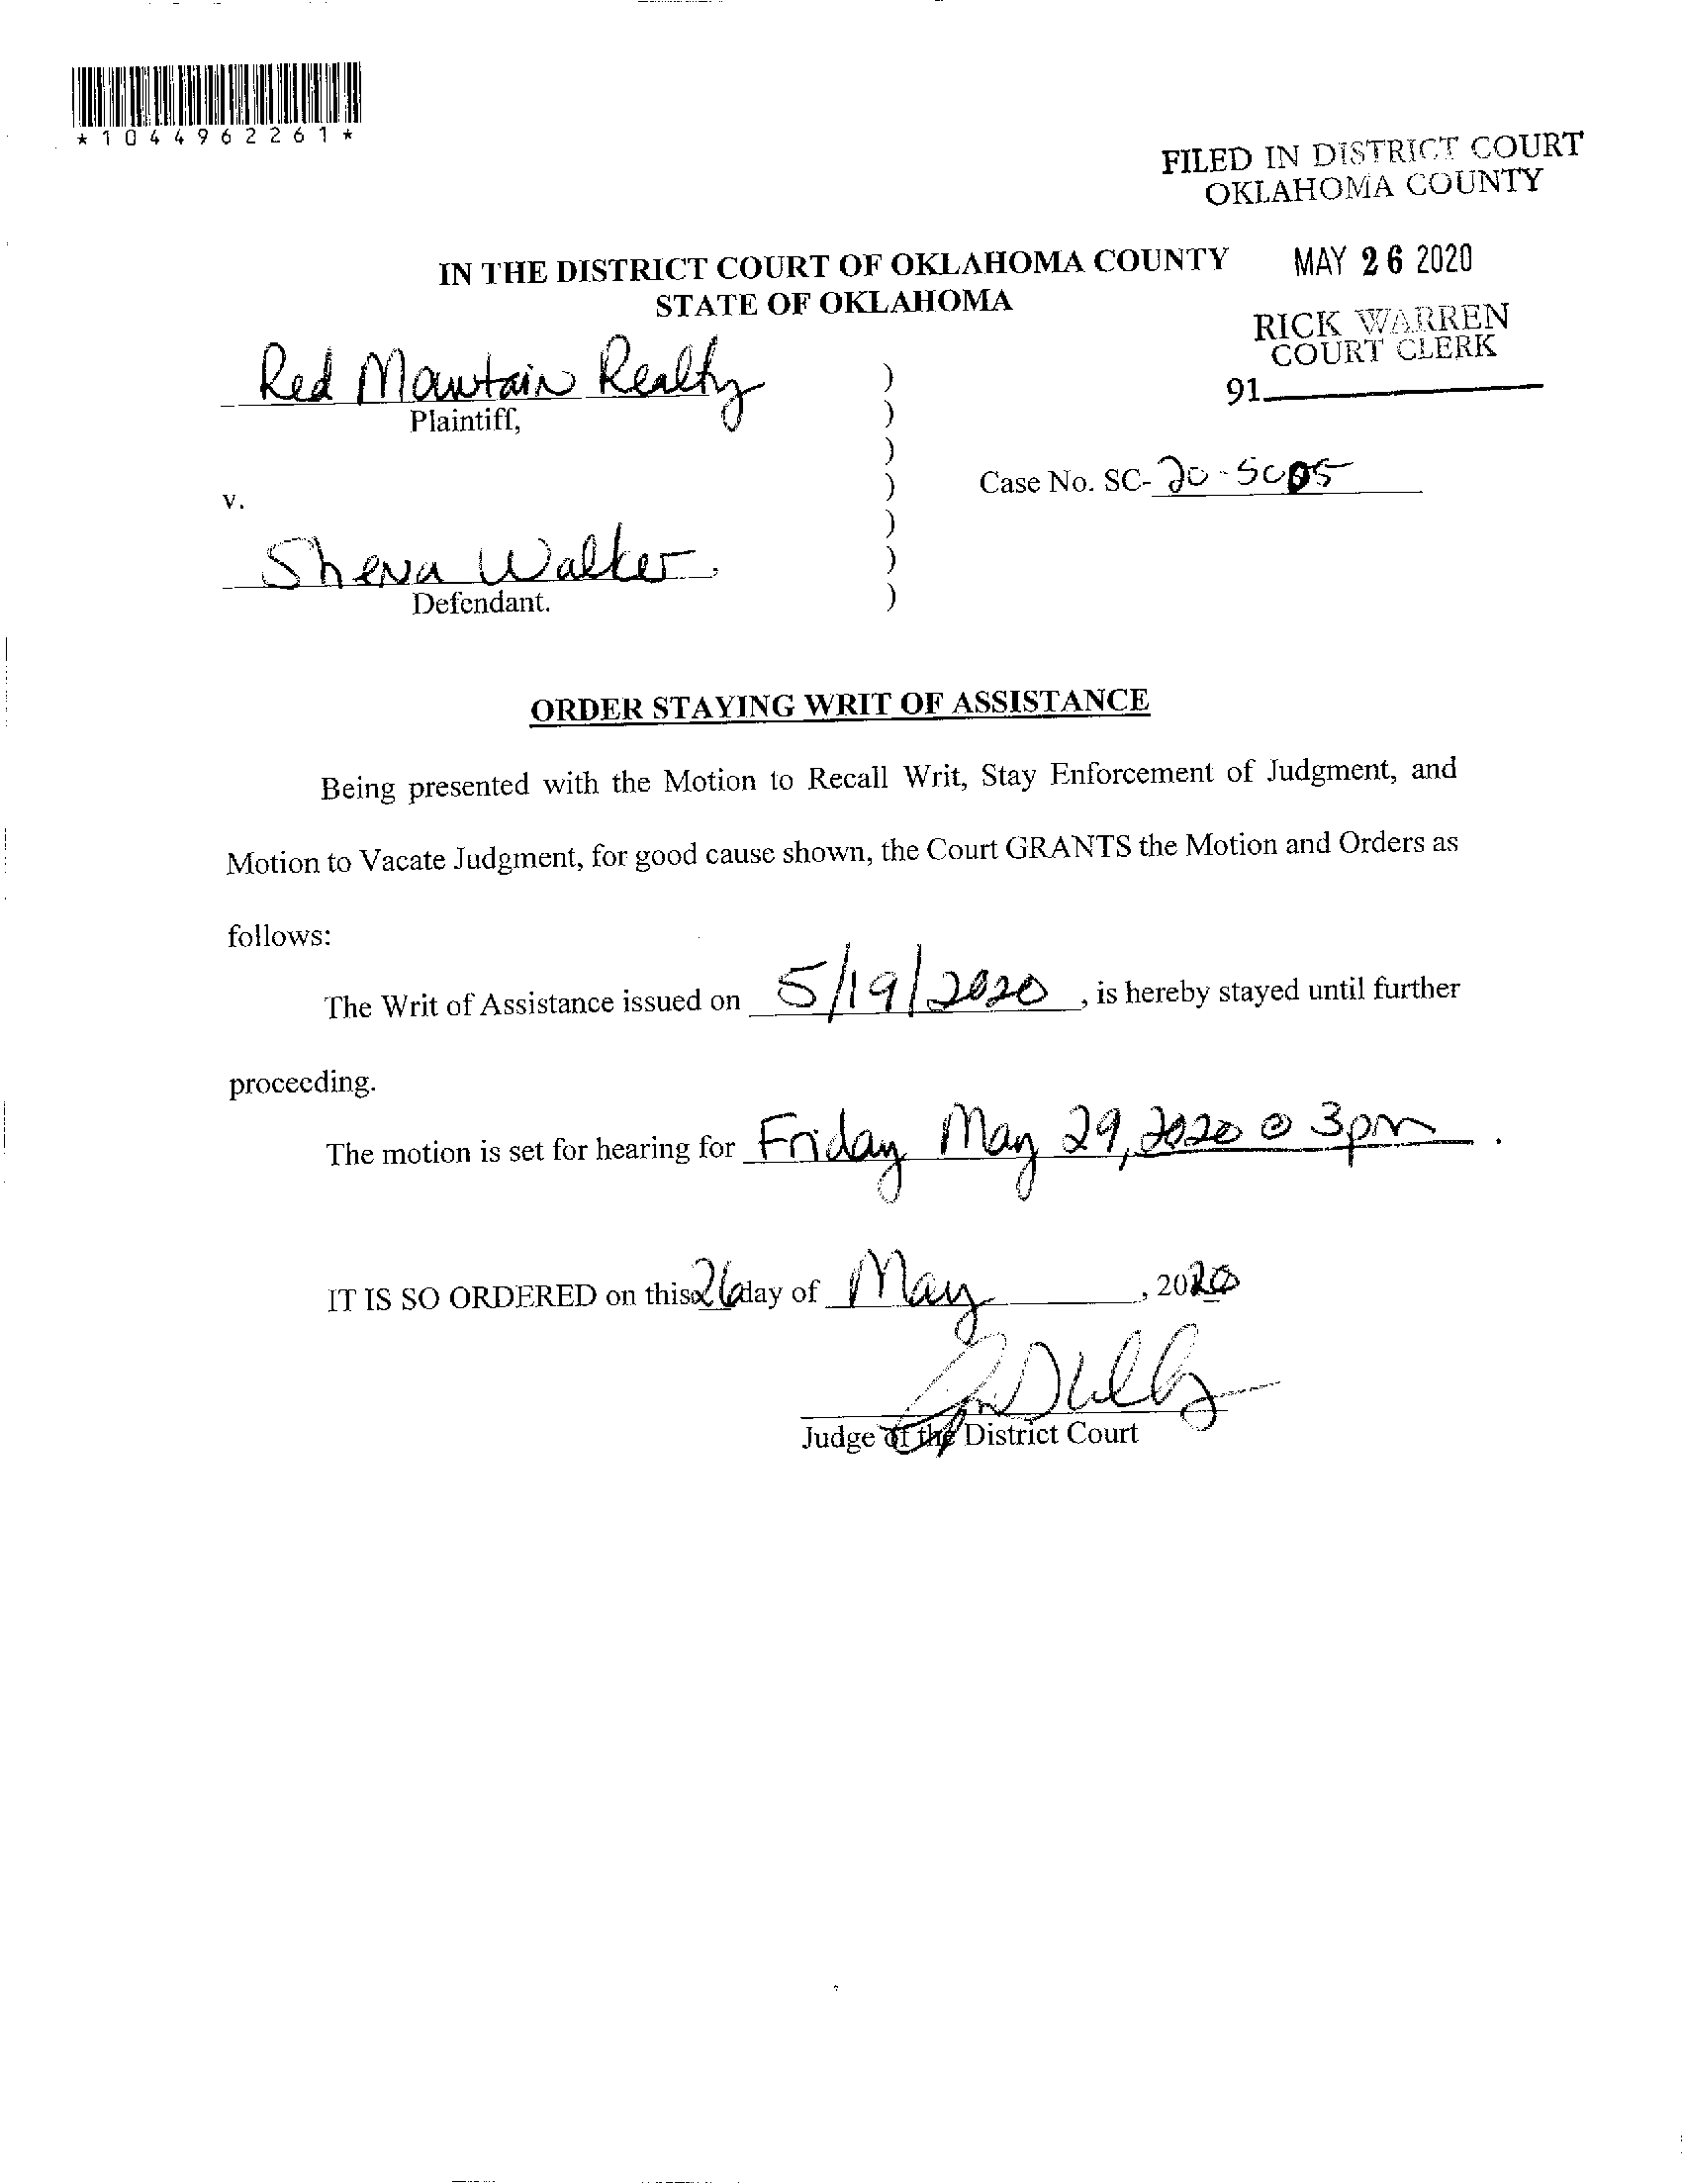 *1044962261*
FILED IN DISTRICT COURT
OKLAHOMA COUNTY
IN THE DISTRICT COURT OF OKLAHOMA COUNTY
MAY 26 2020
STATE OF OKLAHOMA
RICK WARREN
COURT CLERK
91
Red Mountain Realty
Plaintiff,
)
)
)
)
)
)
)
v.
Case No. SC-20-5005
Walker
Defendant.
ORDER STAYING WRIT OF ASSISTANCE
Being presented with the Motion to Recall Writ, Stay Enforcement of Judgment, and
Motion to Vacate Judgment, for good cause shown, the Court GRANTS the Motion and Orders as
follows:
The Writ of Assistance issued on 5/19/2020, is hereby stayed until further
proceeding.
The motion is set for hearing for Friday May 29, 2020 @ 3pm.
IT IS SO ORDERED on this 26 day of May, 2020
Judge of the District Court